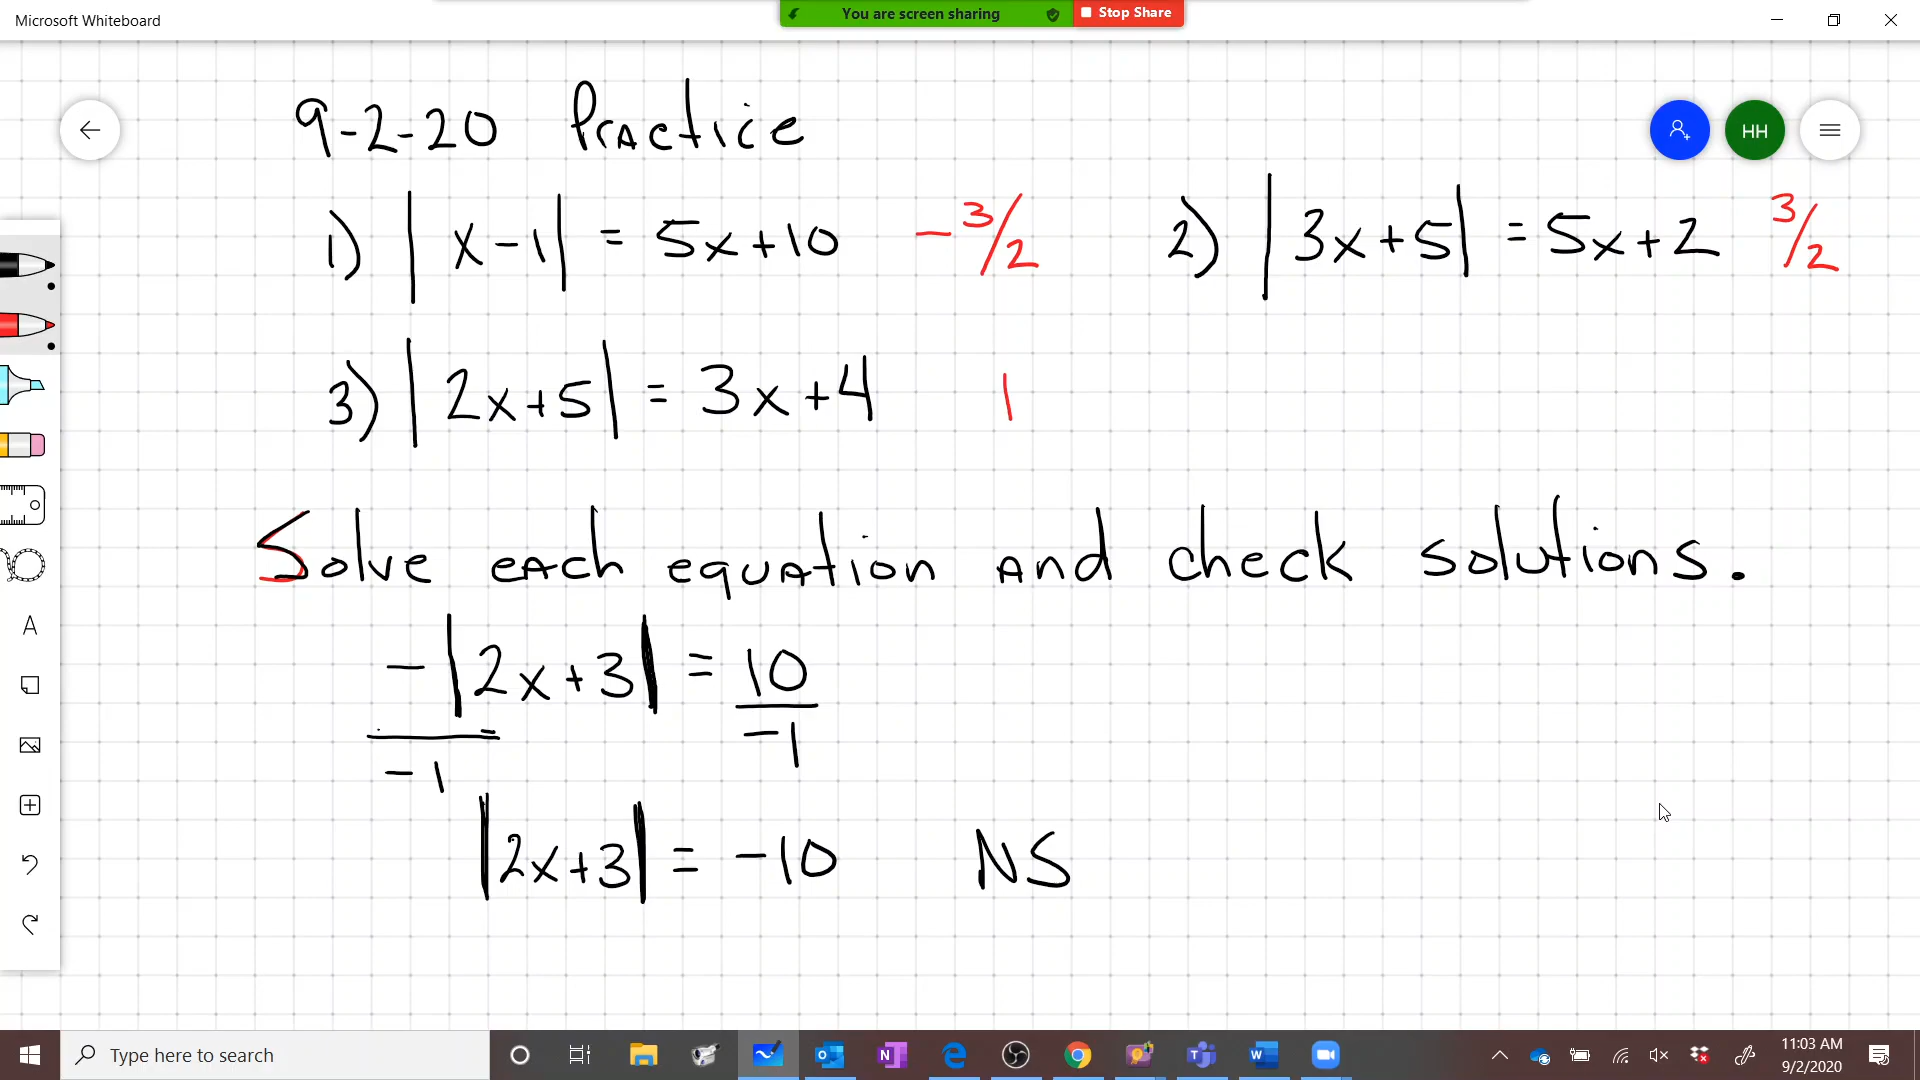 Microsoft Whiteboard
You are screen sharing
Stop Share
9-2-20 Practice
HH
1) |x-1| = 5x+10 -3/2
2) |3x+5| = 5x+2 3/2
3) |2x+5| = 3x+4 1
Solve each equation and check solutions.
-|2x+3| = 10
-1 -1
|2x+3| = -10 NS
Type here to search
11:03 AM
9/2/2020